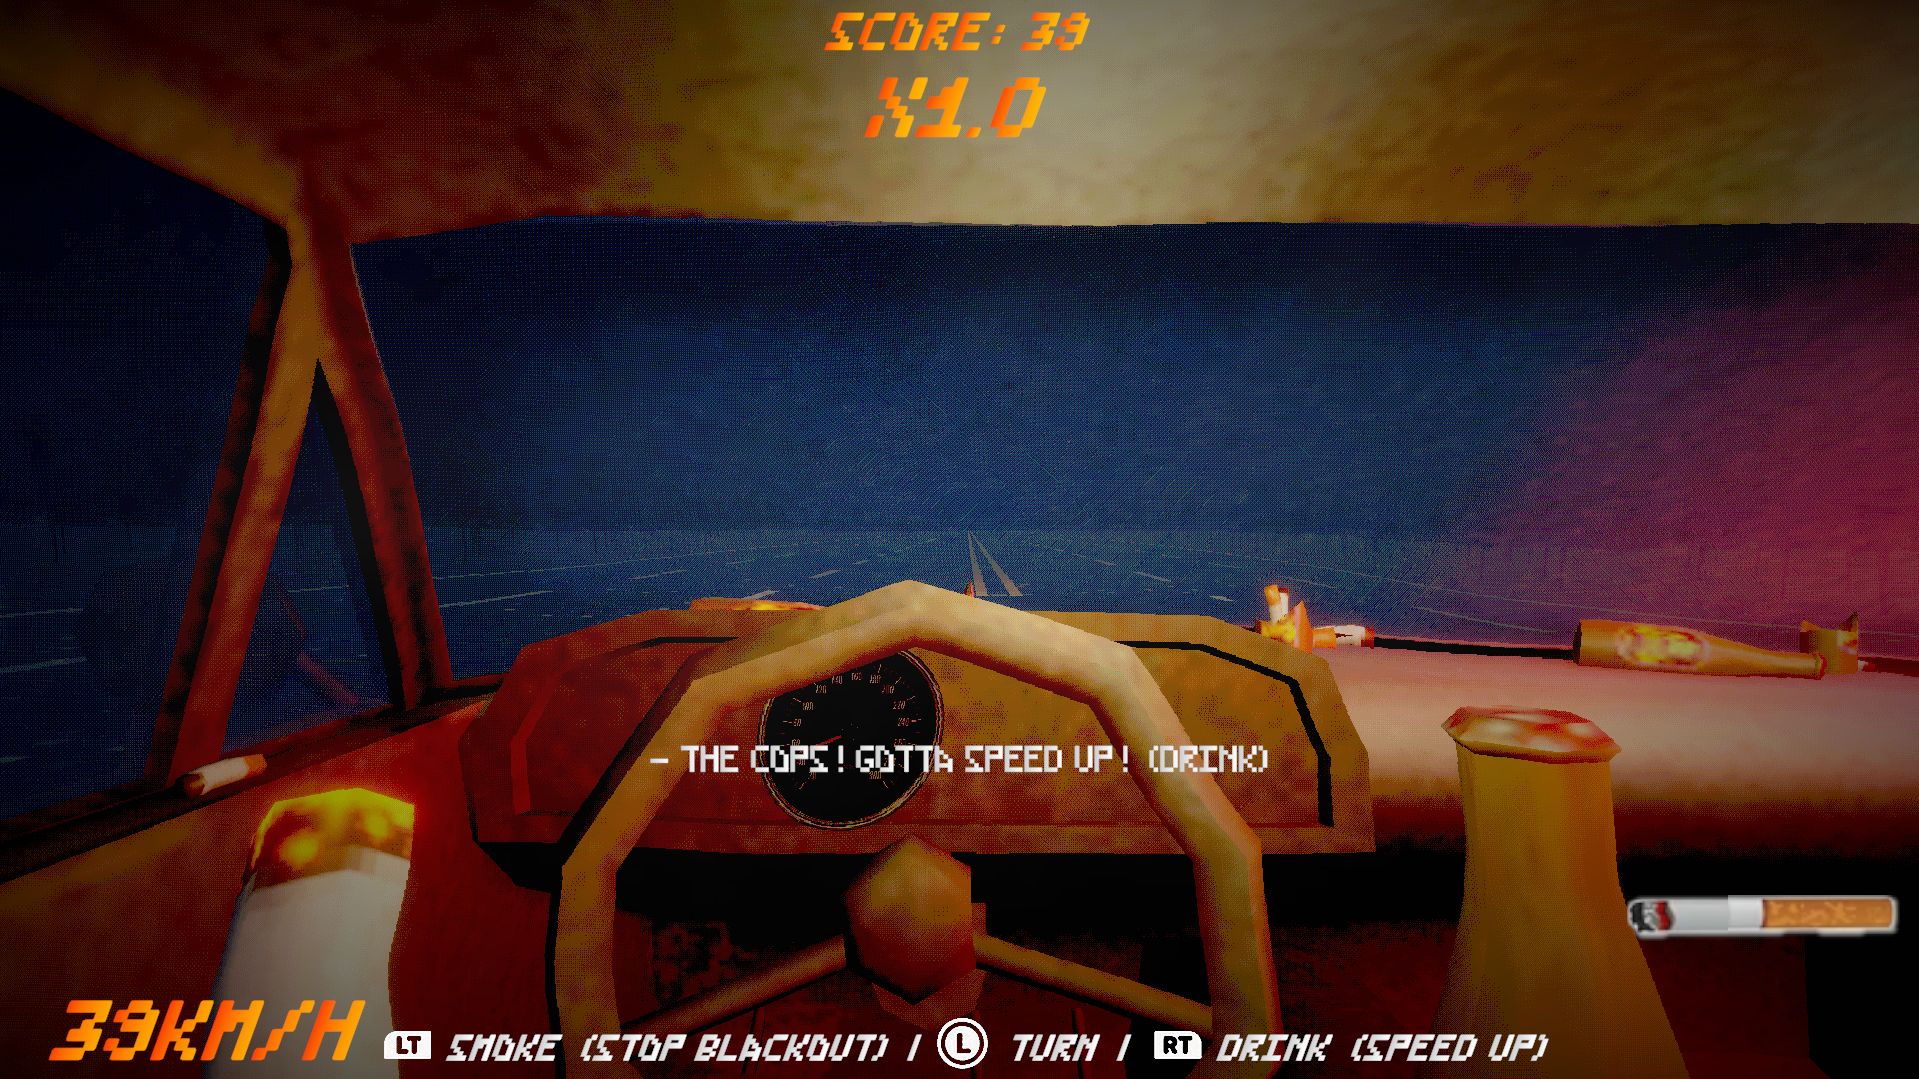 SCORE: 39
X1.0
- THE COPS! GOTTA SPEED UP! (DRINK)
39KM/H
LT SMOKE (STOP BLACKOUT) / L TURN / RT DRINK (SPEED UP)